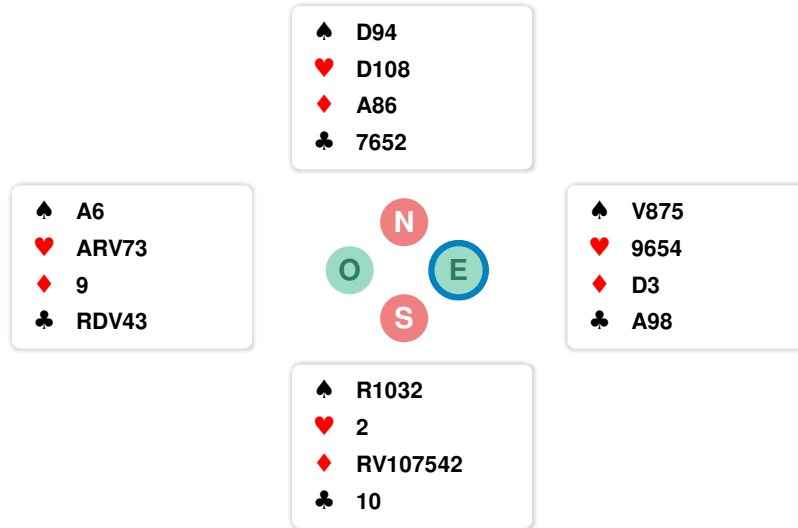 ♠ D94
♥ D108
♦ A86
♣ 7652
♠ A6
♥ ARV73
♦ 9
♣ RDV43
N
O E
S
♠ V875
♥ 9654
♦ D3
♣ A98
♠ R1032
♥ 2
♦ RV107542
♣ 10